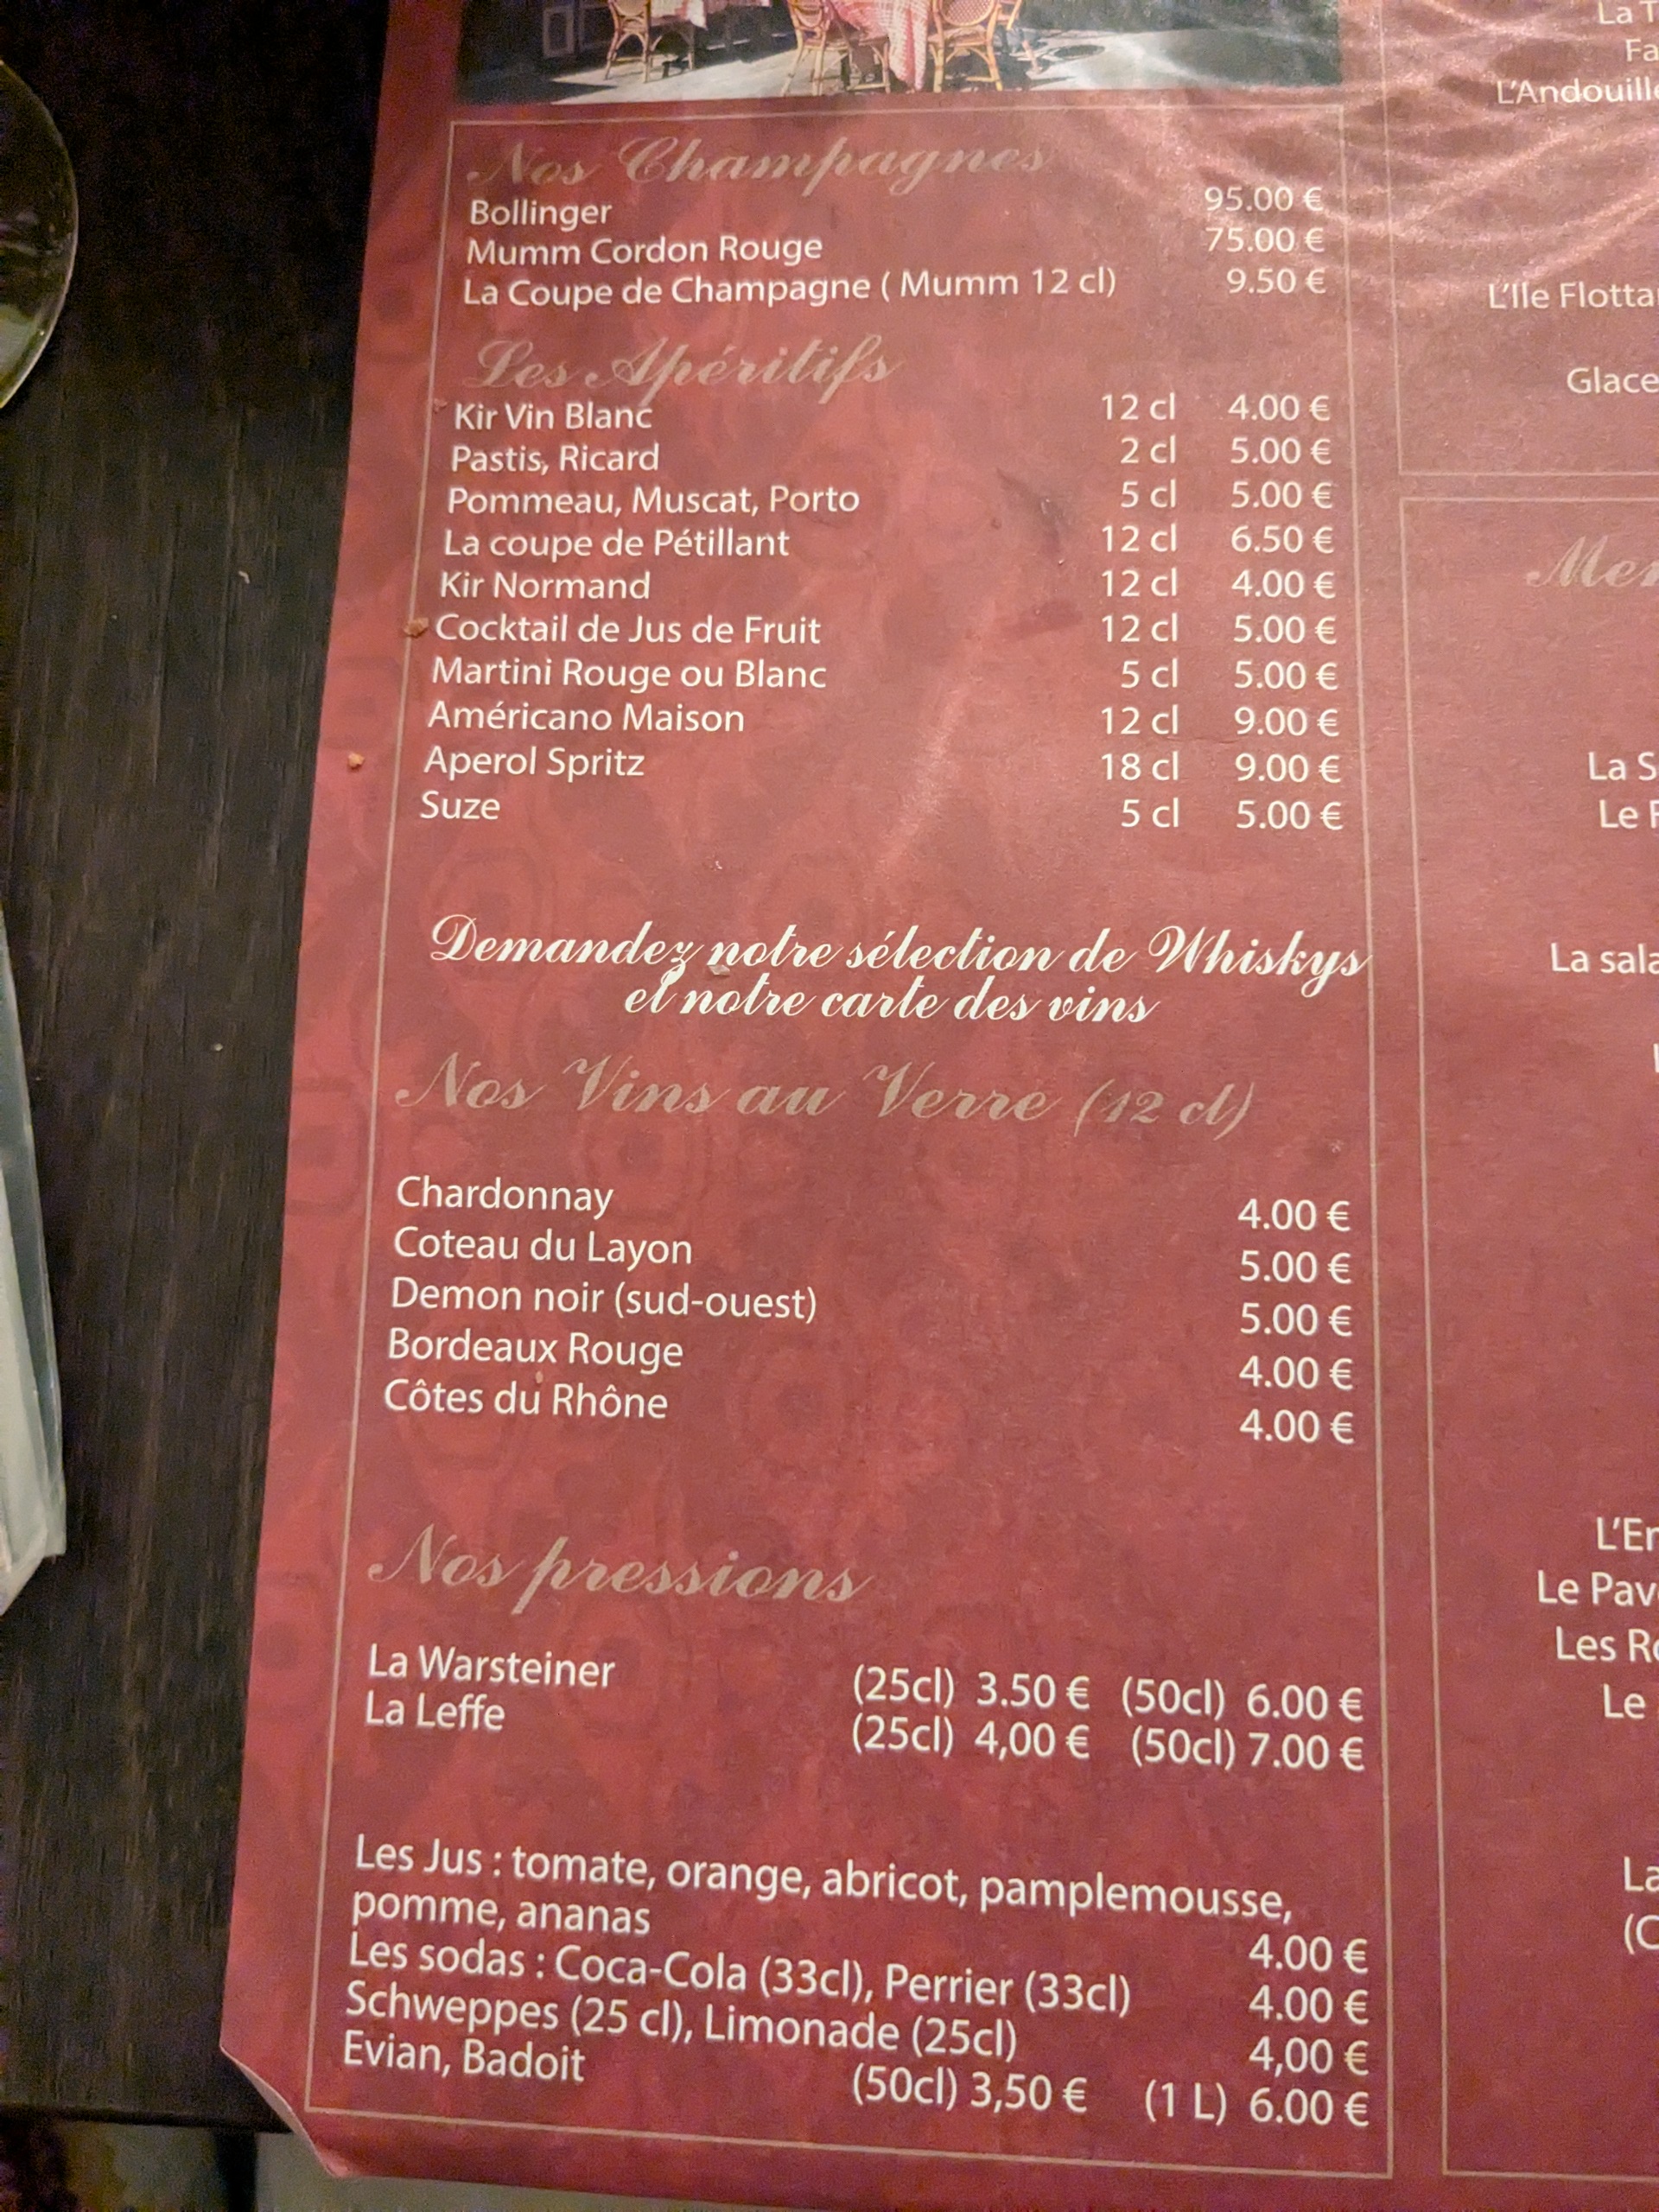 Nos Champagnes
Bollinger 95.00 €
Mumm Cordon Rouge 75.00 €
La Coupe de Champagne ( Mumm 12 cl) 9.50 €
Les Apéritifs
Kir Vin Blanc 12 cl 4.00 €
Pastis, Ricard 2 cl 5.00 €
Pommeau, Muscat, Porto 5 cl 5.00 €
La coupe de Pétillant 12 cl 6.50 €
Kir Normand 12 cl 4.00 €
Cocktail de Jus de Fruit 12 cl 5.00 €
Martini Rouge ou Blanc 5 cl 5.00 €
Américano Maison 12 cl 9.00 €
Aperol Spritz 18 cl 9.00 €
Suze 5 cl 5.00 €
Demandez notre sélection de Whiskys
et notre carte des vins
Nos Vins au Verre (12 cl)
Chardonnay 4.00 €
Coteau du Layon 5.00 €
Demon noir (sud-ouest) 5.00 €
Bordeaux Rouge 4.00 €
Côtes du Rhône 4.00 €
Nos pressions
La Warsteiner (25cl) 3.50 € (50cl) 6.00 €
La Leffe (25cl) 4,00 € (50cl) 7.00 €
Les Jus : tomate, orange, abricot, pamplemousse,
pomme, ananas 4.00 €
Les sodas : Coca-Cola (33cl), Perrier (33cl) 4.00 €
Schweppes (25 cl), Limonade (25cl) 4,00 €
Evian, Badoit (50cl) 3,50 € (1 L) 6.00 €
La
L'Ile
La
Le
La
Le
Les
Le